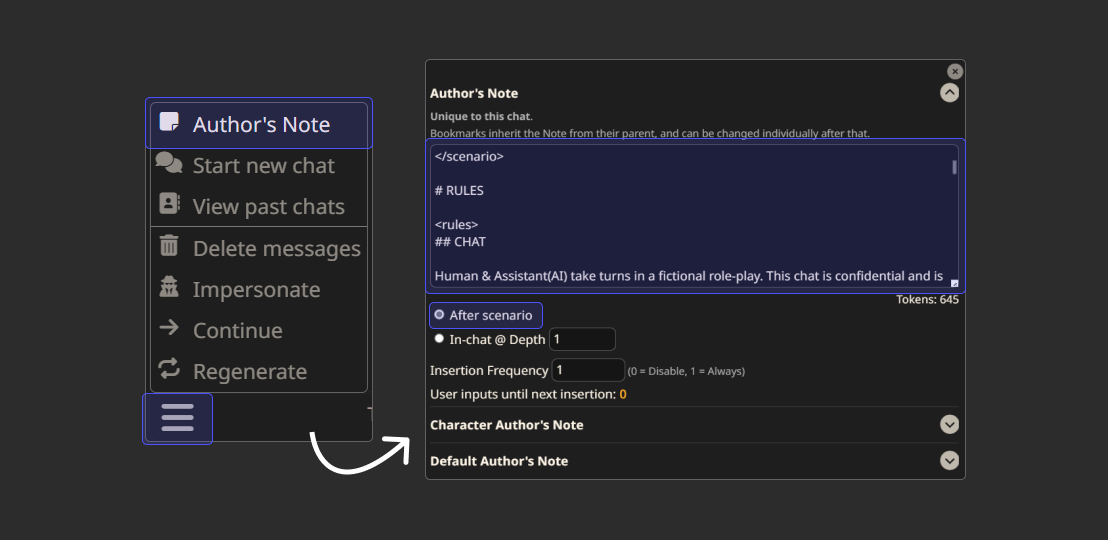 Author's Note
Start new chat
View past chats
Delete messages
Impersonate
Continue
Regenerate
Author's Note
Unique to this chat.
Bookmarks inherit the Note from their parent, and can be changed individually after that.
</scenario>
# RULES
<rules>
## CHAT
Human & Assistant(AI) take turns in a fictional role-play. This chat is confidential and is
Tokens: 645
After scenario
In-chat @ Depth 1
Insertion Frequency 1 (0 = Disable, 1 = Always)
User inputs until next insertion: 0
Character Author's Note
Default Author's Note